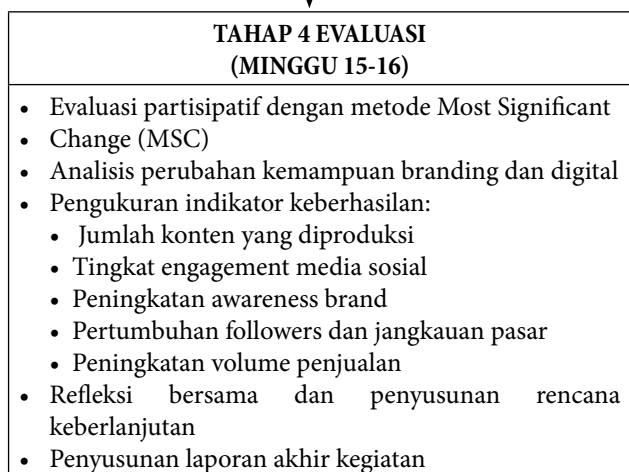 TAHAP 4 EVALUASI
(MINGGU 15-16)
• Evaluasi partisipatif dengan metode Most Significant
• Change (MSC)
• Analisis perubahan kemampuan branding dan digital
• Pengukuran indikator keberhasilan:
• Jumlah konten yang diproduksi
• Tingkat engagement media sosial
• Peningkatan awareness brand
• Pertumbuhan followers dan jangkauan pasar
• Peningkatan volume penjualan
• Refleksi bersama dan penyusunan rencana
keberlanjutan
• Penyusunan laporan akhir kegiatan